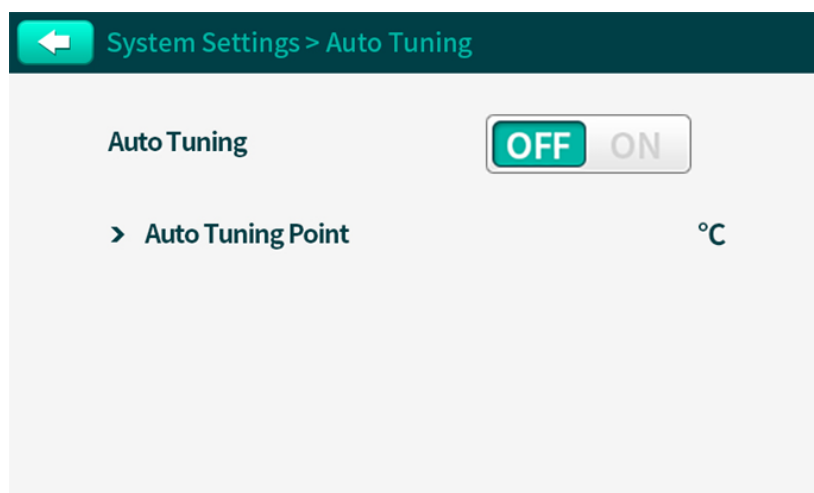 System Settings > Auto Tuning
Auto Tuning
OFF ON
> Auto Tuning Point °C